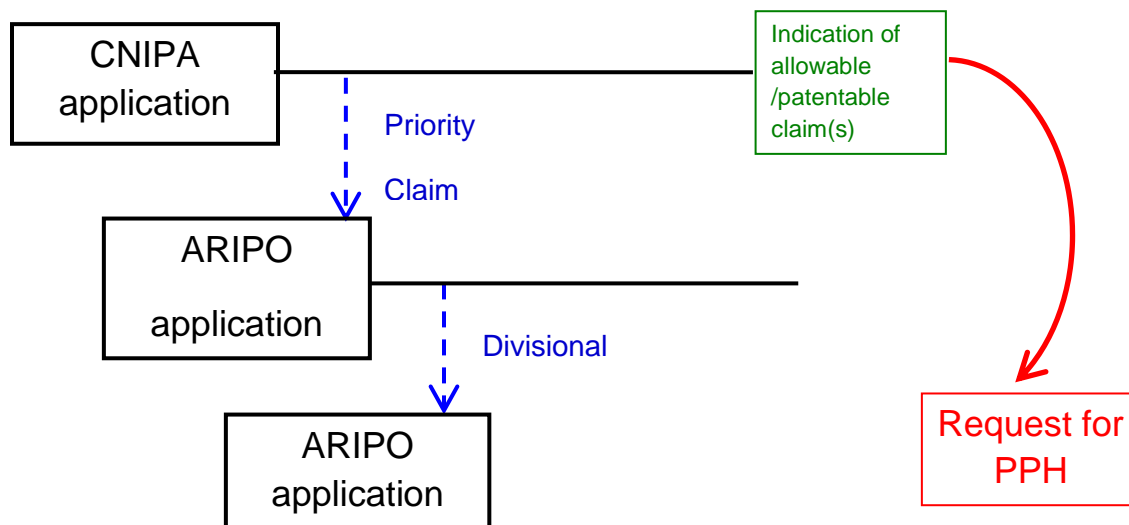 CNIPA
application
Indication of
allowable
/patentable
claim(s)
Priority
Claim
ARIPO
application
Divisional
ARIPO
application
Request for
PPH